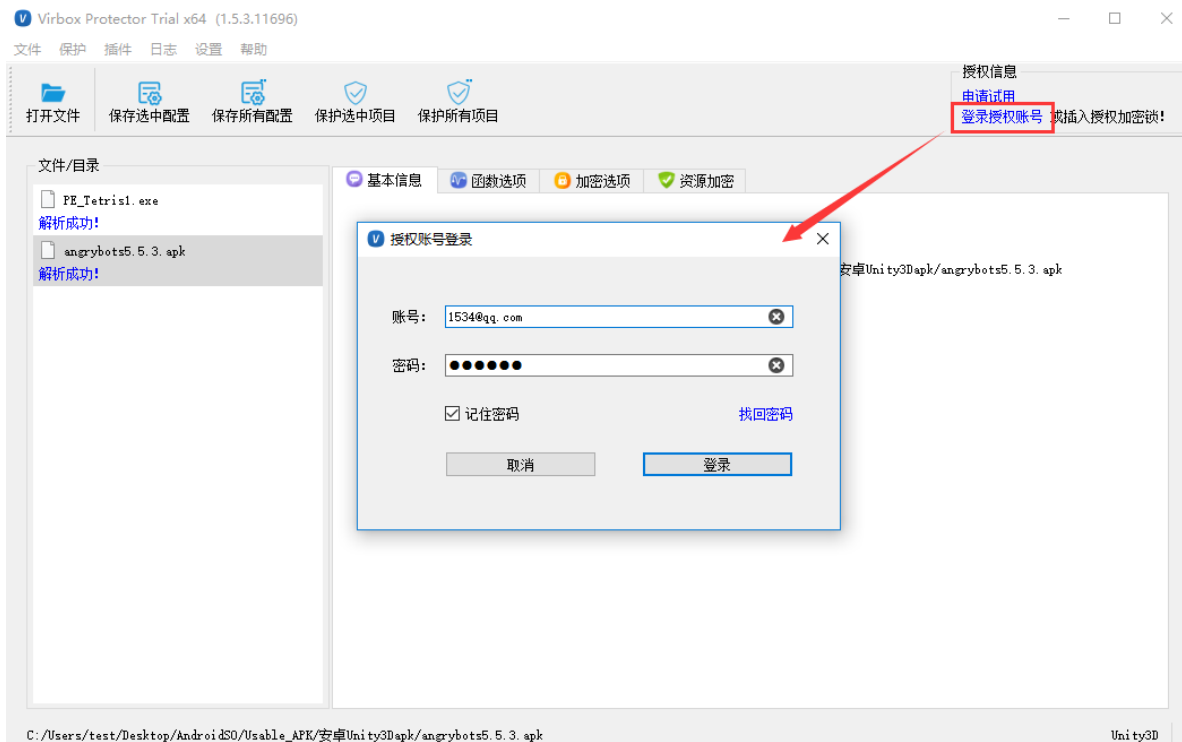 Virbox Protector Trial x64 (1.5.3.11696)
文件 保护 插件 日志 设置 帮助
打开文件 保存选中配置 保存所有配置 保护选中项目 保护所有项目
授权信息
申请试用
登录授权账号 或插入授权加密锁!
文件/目录
PE_Tetris1.exe
解析成功!
angrybots5.5.3.apk
解析成功!
基本信息 函数选项 加密选项 资源加密
安卓Unity3Dapk/angrybots5.5.3.apk
授权账号登录
账号: 1534@qq.com
密码: ●●●●●●
记住密码 找回密码
取消 登录
C:/Users/test/Desktop/AndroidSO/Usable_APK/安卓Unity3Dapk/angrybots5.5.3.apk Unity3D